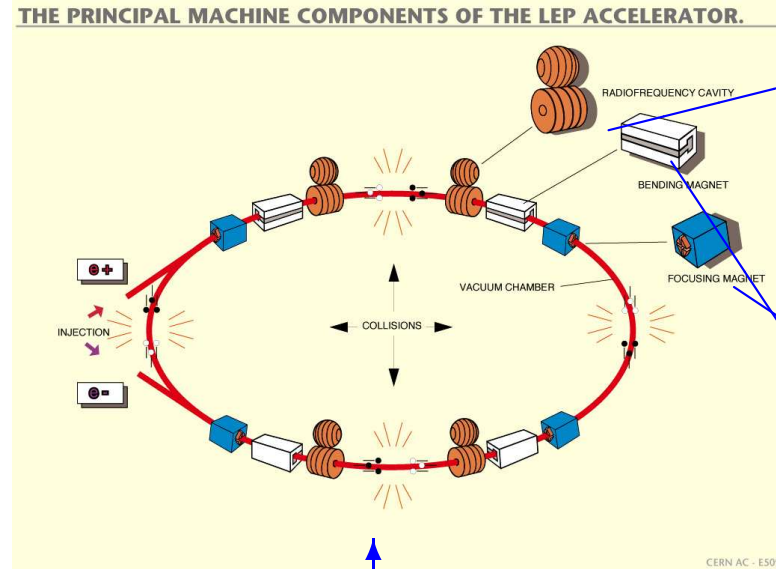 THE PRINCIPAL MACHINE COMPONENTS OF THE LEP ACCELERATOR.
RADIOFREQUENCY CAVITY
BENDING MAGNET
FOCUSING MAGNET
VACUUM CHAMBER
e+
INJECTION
COLLISIONS
e-
CERN AC - E509